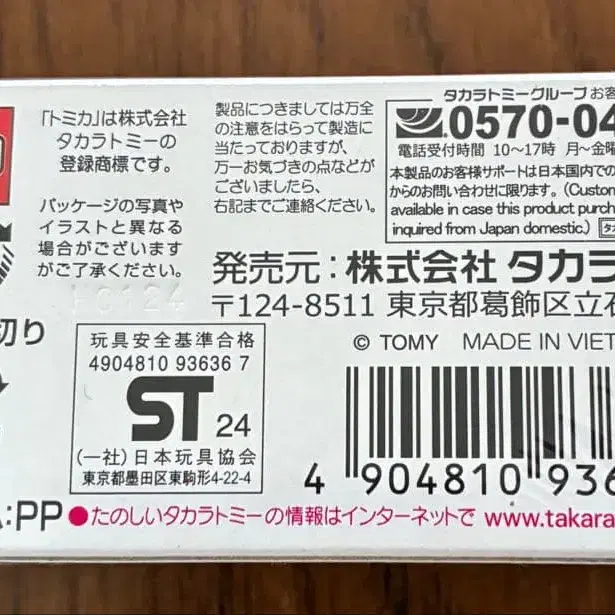 「トミカ」は株式会社
タカラトミーの
登録商標です。
パッケージの写真や
イラストと異なる
場合がございます
がご了承ください。
製品につきましては万全
の注意をはらって製造に
当たっておりますが、
万一お気づきの点などが
ございましたら、
右記までご連絡ください。
タカラトミーグループお客
0570-04
電話受付時間 10〜17時 月〜金曜
本製品のお客様サポートは日本国内での
からのお問い合わせに限ります。(Custom
available in case this product purch
inquired from Japan domestic.)
発売元：株式会社 タカラ
〒124-8511 東京都葛飾区立石
© TOMY MADE IN VIET
切り
玩具安全基準合格
4904810 93636 7
ST 24
(一社)日本玩具協会
東京都墨田区東駒形4-22-4
4 904810 936
:PP
●たのしいタカラトミーの情報はインターネットで www.takara